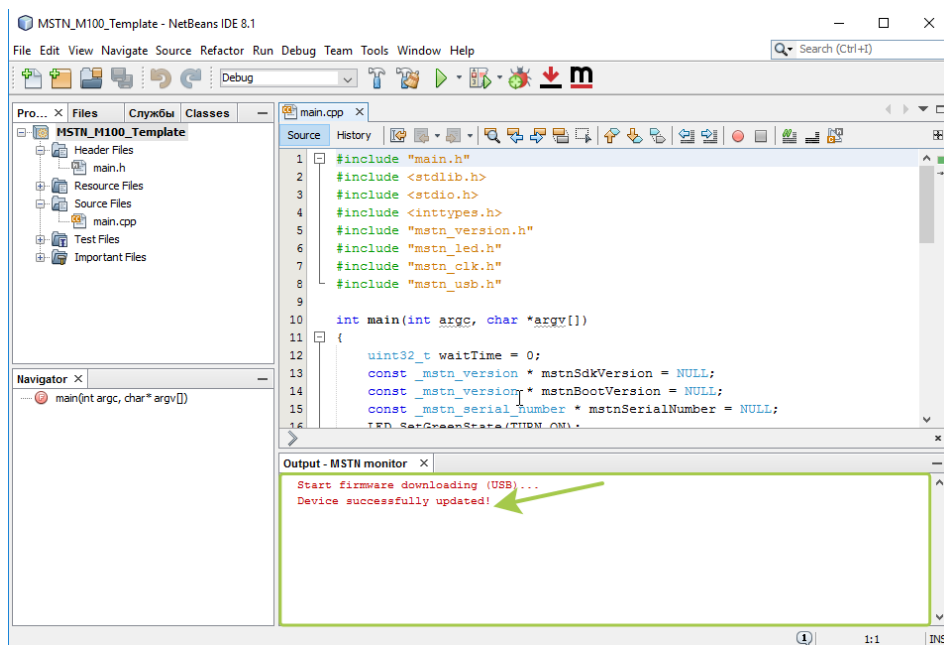 MSTN_M100_Template - NetBeans IDE 8.1
File Edit View Navigate Source Refactor Run Debug Team Tools Window Help
Search (Ctrl+I)
Debug
m
Pro... Files Службы Classes
MSTN_M100_Template
Header Files
main.h
Resource Files
Source Files
main.cpp
Test Files
Important Files
Navigator
main(int argc, char* argv[])
main.cpp
Source History
1 #include "main.h"
2 #include <stdlib.h>
3 #include <stdio.h>
4 #include <inttypes.h>
5 #include "mstn_version.h"
6 #include "mstn_led.h"
7 #include "mstn_clk.h"
8 #include "mstn_usb.h"
9
10 int main(int argc, char *argv[])
11 {
12 uint32_t waitTime = 0;
13 const _mstn_version * mstnSdkVersion = NULL;
14 const _mstn_version * mstnBootVersion = NULL;
15 const _mstn_serial_number * mstnSerialNumber = NULL;
16 LED_SetGreenState(TURN_ON);
Output - MSTN monitor
Start firmware downloading (USB)...
Device successfully updated!
1 1:1 INS